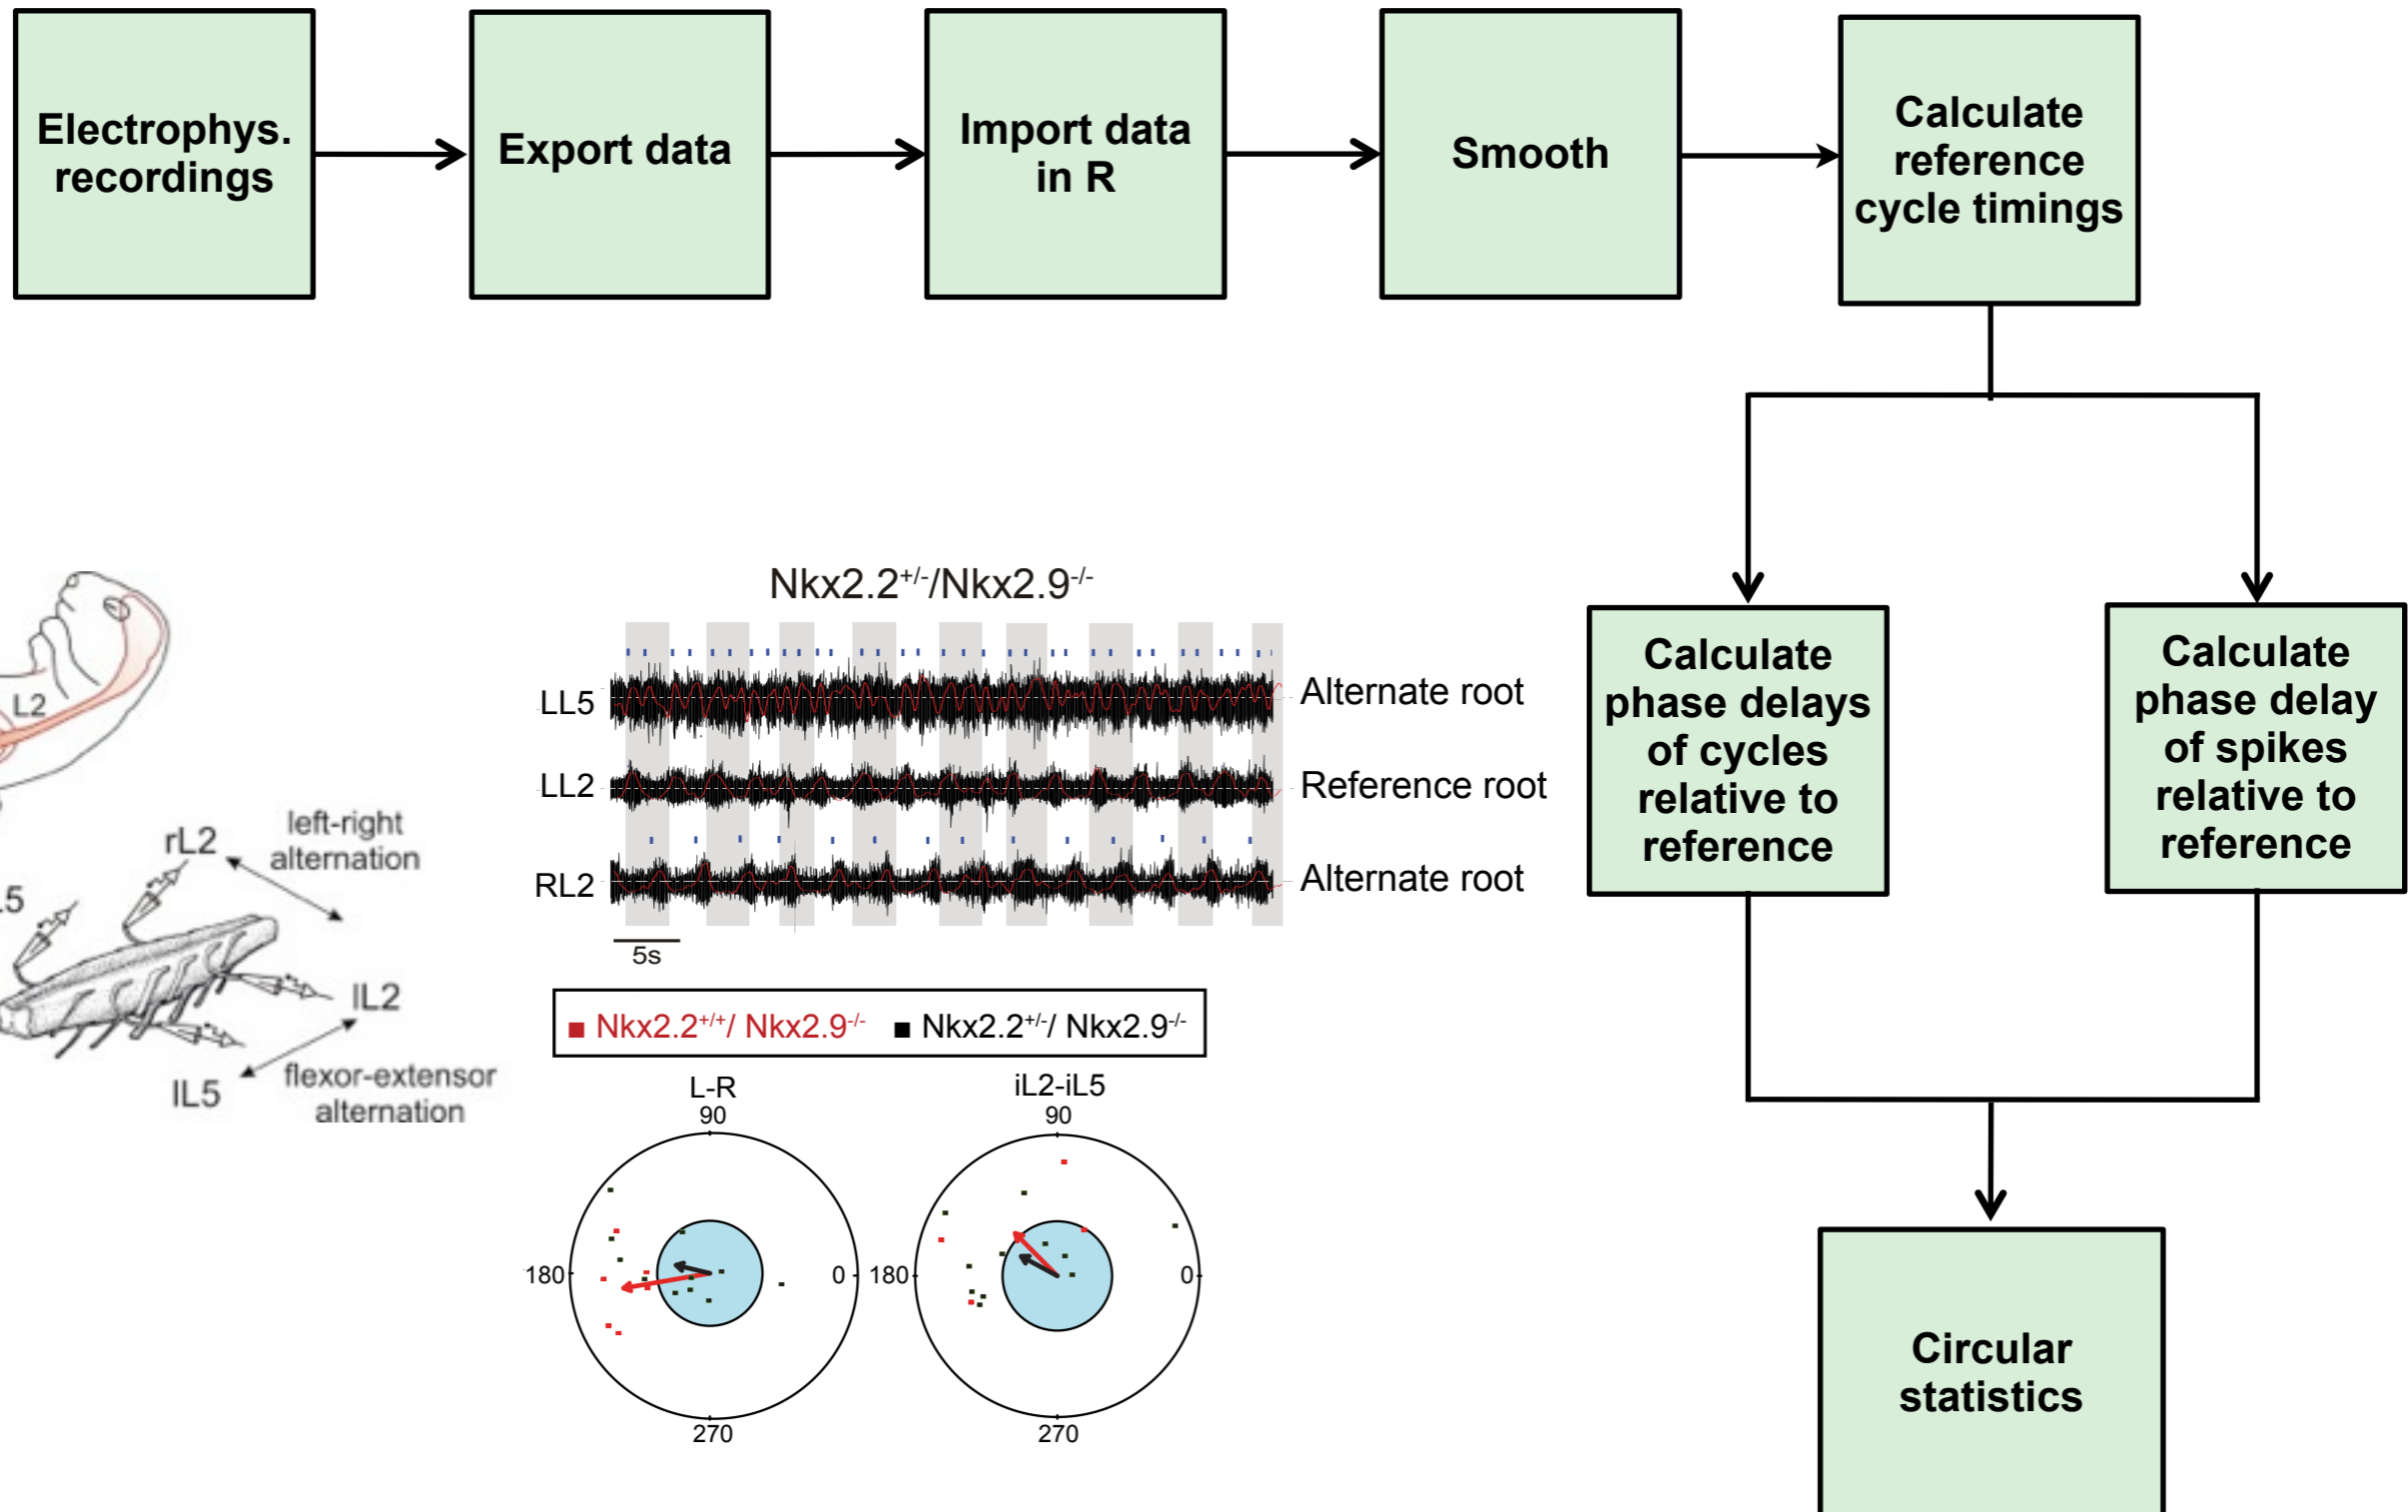 Electrophys.
recordings
Export data
Import data
in R
Smooth
Calculate
reference
cycle timings
Calculate
phase delays
of cycles
relative to
reference
Calculate
phase delay
of spikes
relative to
reference
Circular
statistics
L2
rL2
left-right
alternation
L5
lL2
lL5
flexor-extensor
alternation
Nkx2.2+/-/Nkx2.9-/-
LL5
Alternate root
LL2
Reference root
RL2
Alternate root
5s
Nkx2.2+/+/ Nkx2.9-/- Nkx2.2+/-/ Nkx2.9-/-
L-R
90
180
0
270
iL2-iL5
90
180
0
270